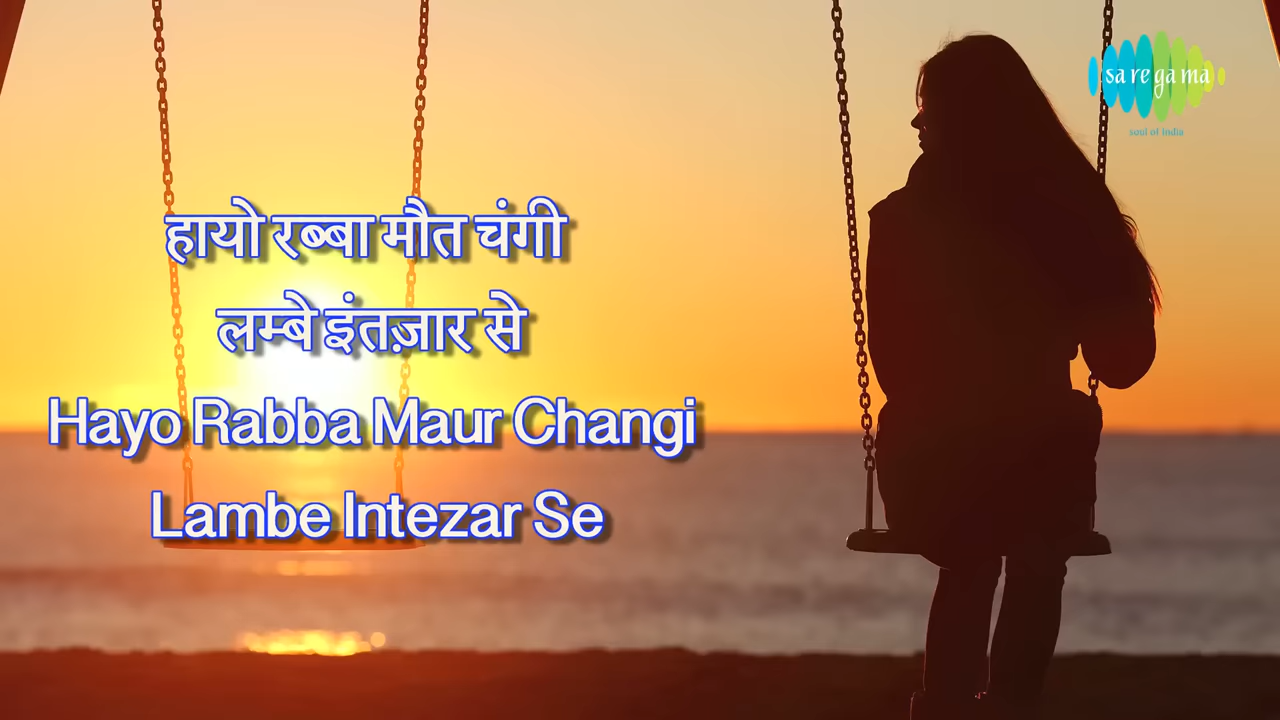 sa re ga ma
soul of India
हायो रब्बा मौत चंगी
लम्बे इंतज़ार से
Hayo Rabba Maur Changi
Lambe Intezar Se